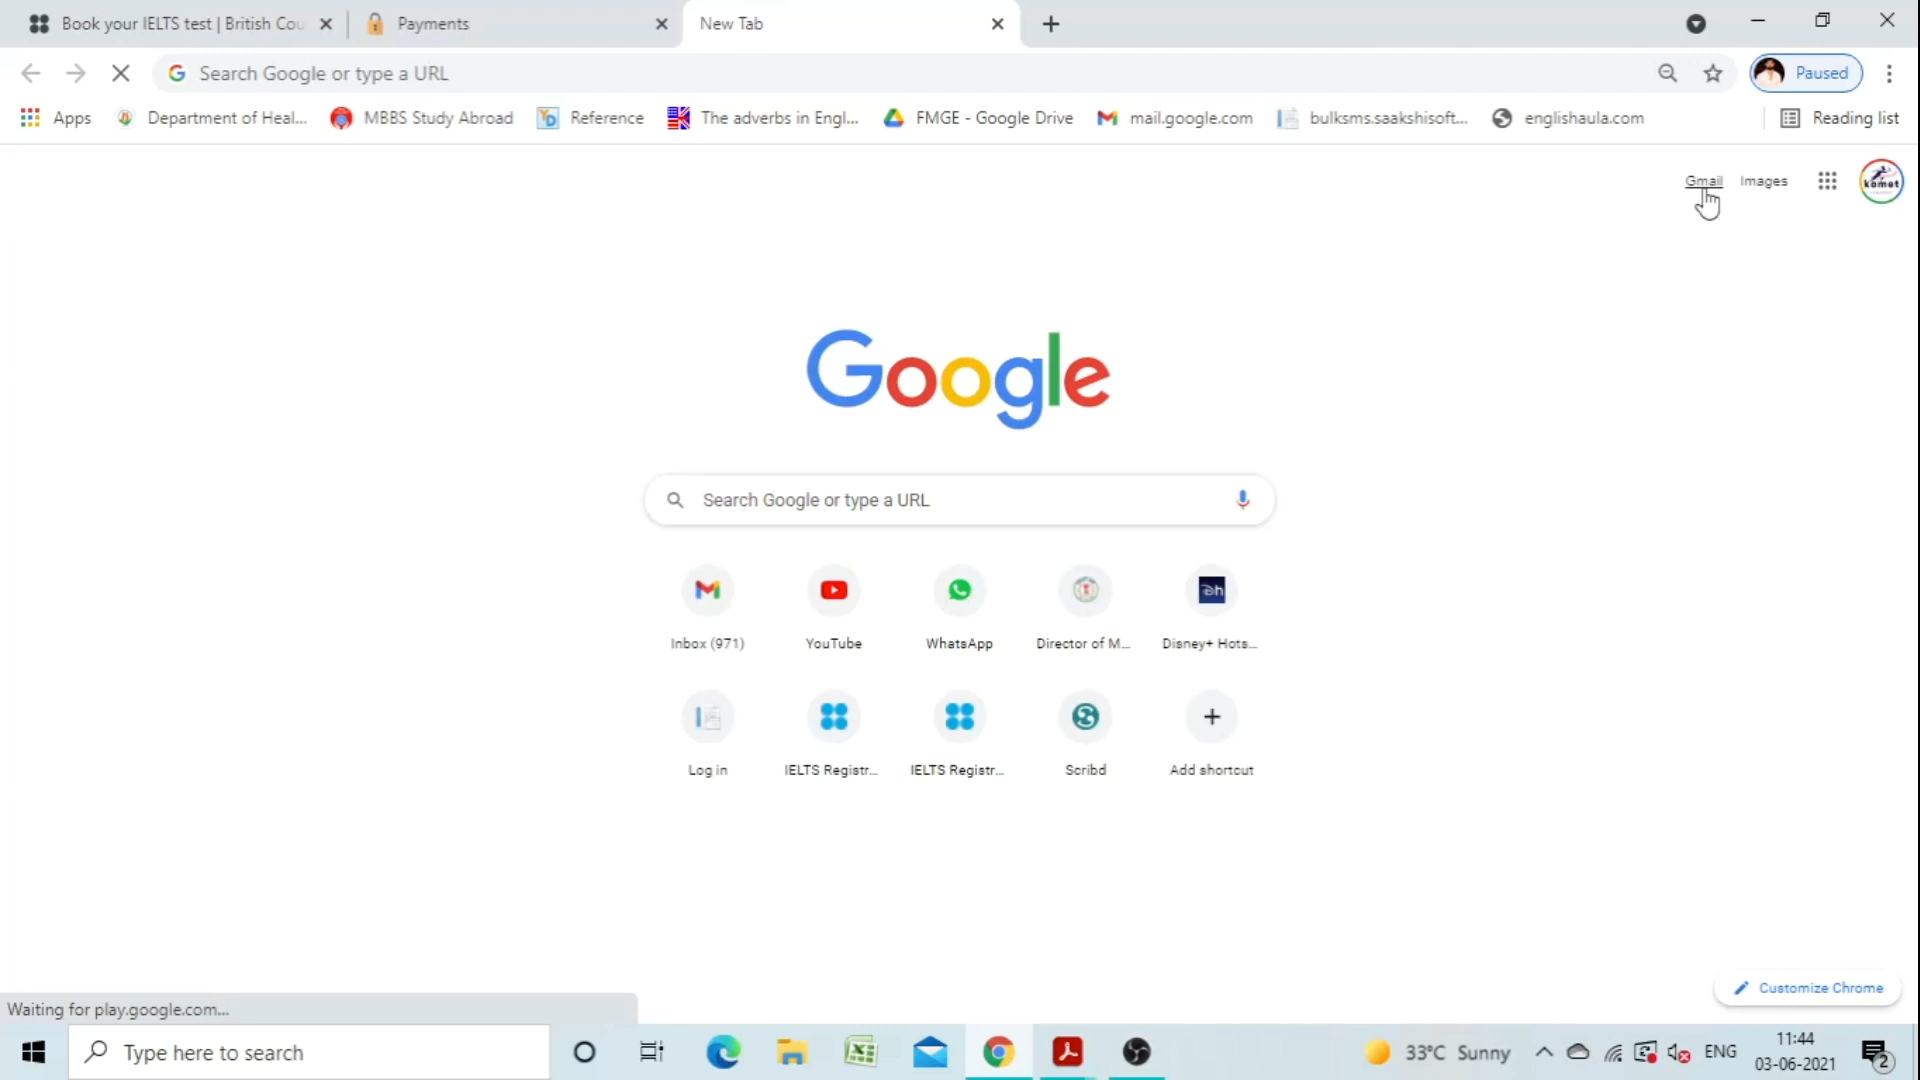 Book your IELTS test | British Cou
Payments
New Tab
Search Google or type a URL
Paused
Apps
Department of Heal...
MBBS Study Abroad
Reference
The adverbs in Engl...
FMGE - Google Drive
mail.google.com
bulksms.saakshisoft...
englishaula.com
Reading list
Gmail
Images
komet
Google
Search Google or type a URL
Inbox (971)
YouTube
WhatsApp
Director of M...
Disney+ Hots...
Log in
IELTS Registr...
IELTS Registr...
Scribd
Add shortcut
Customize Chrome
Waiting for play.google.com...
Type here to search
33°C Sunny
ENG
11:44
03-06-2021
2